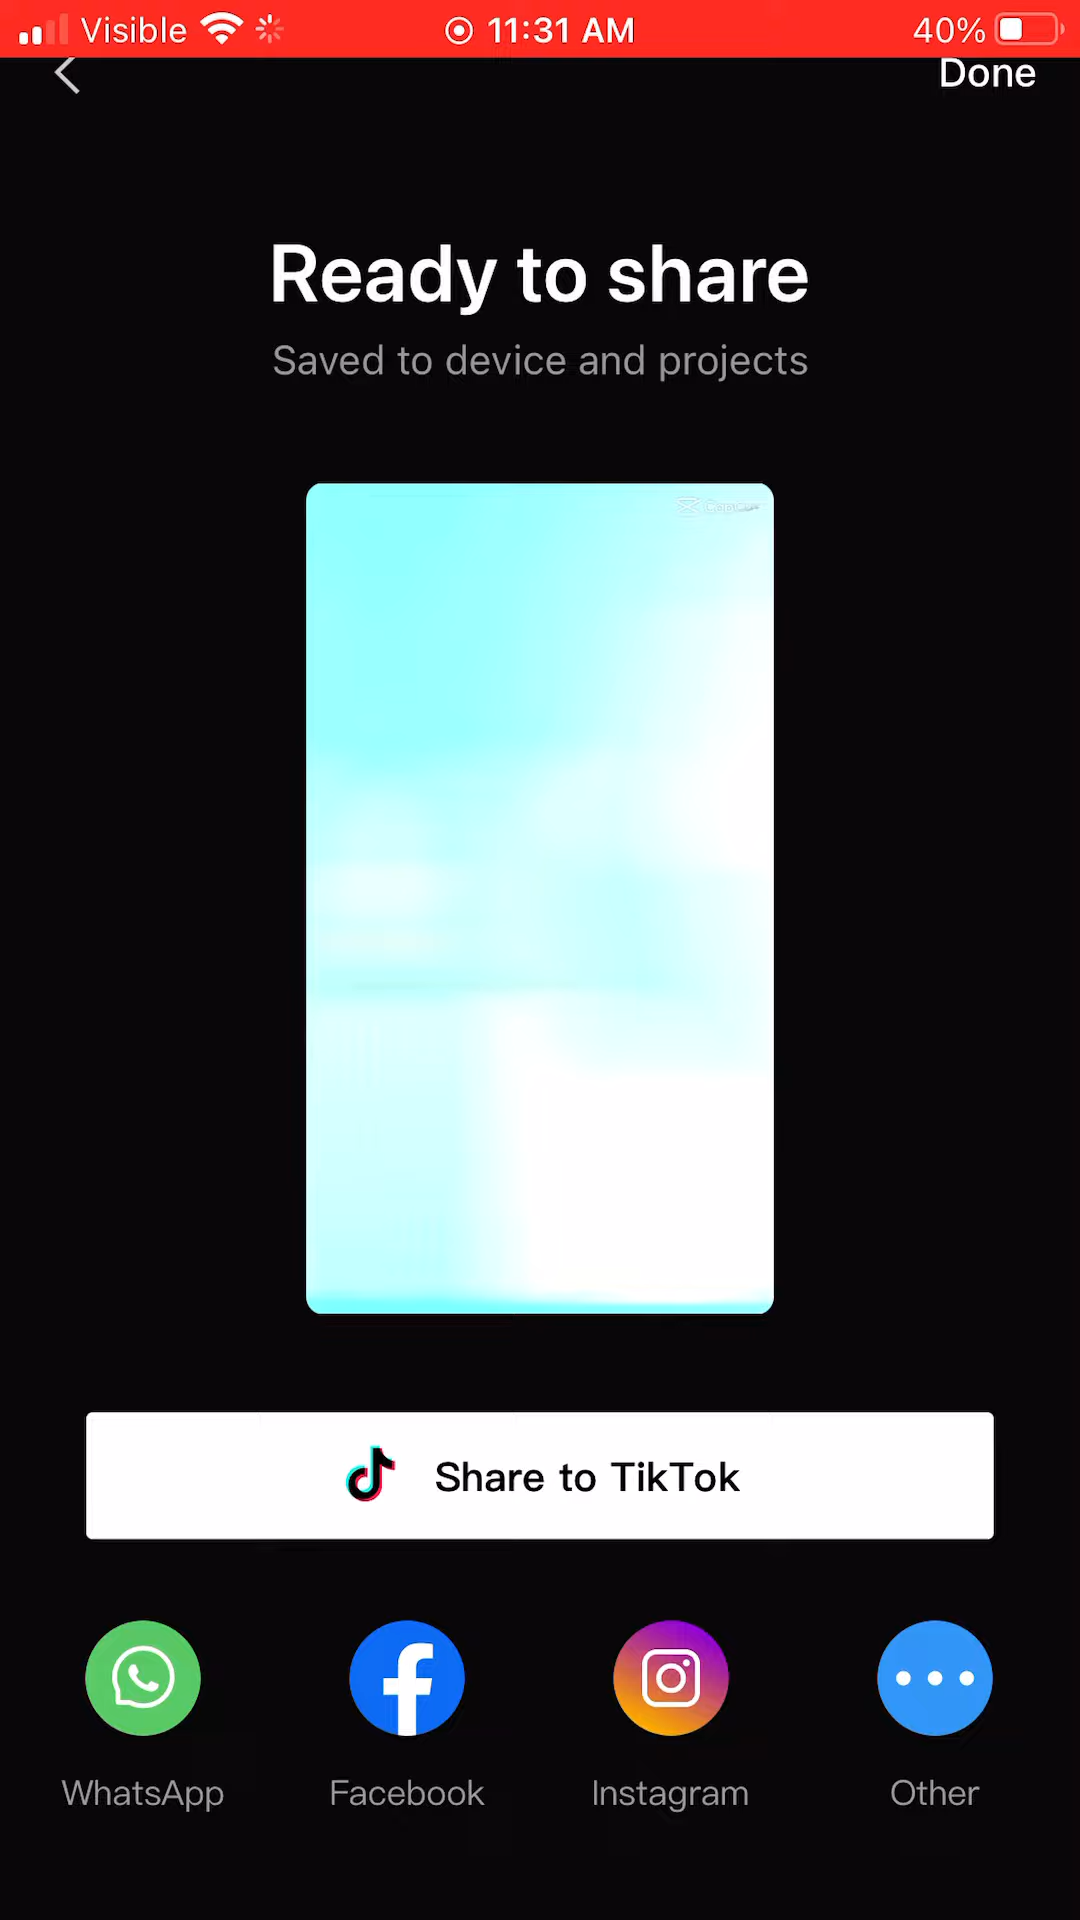 Visible 11:31 AM 40%
Done
Ready to share
Saved to device and projects
CapCut
Share to TikTok
WhatsApp Facebook Instagram Other